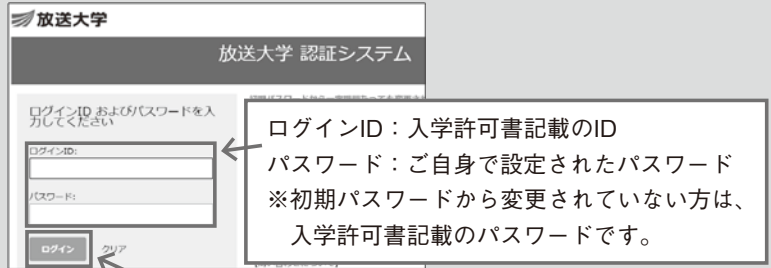 放送大学
放送大学 認証システム
ログインID およびパスワードを入
力してください
ログインID:
パスワード:
ログイン クリア
ログインID：入学許可書記載のID
パスワード：ご自身で設定されたパスワード
※初期パスワードから変更されていない方は、
入学許可書記載のパスワードです。